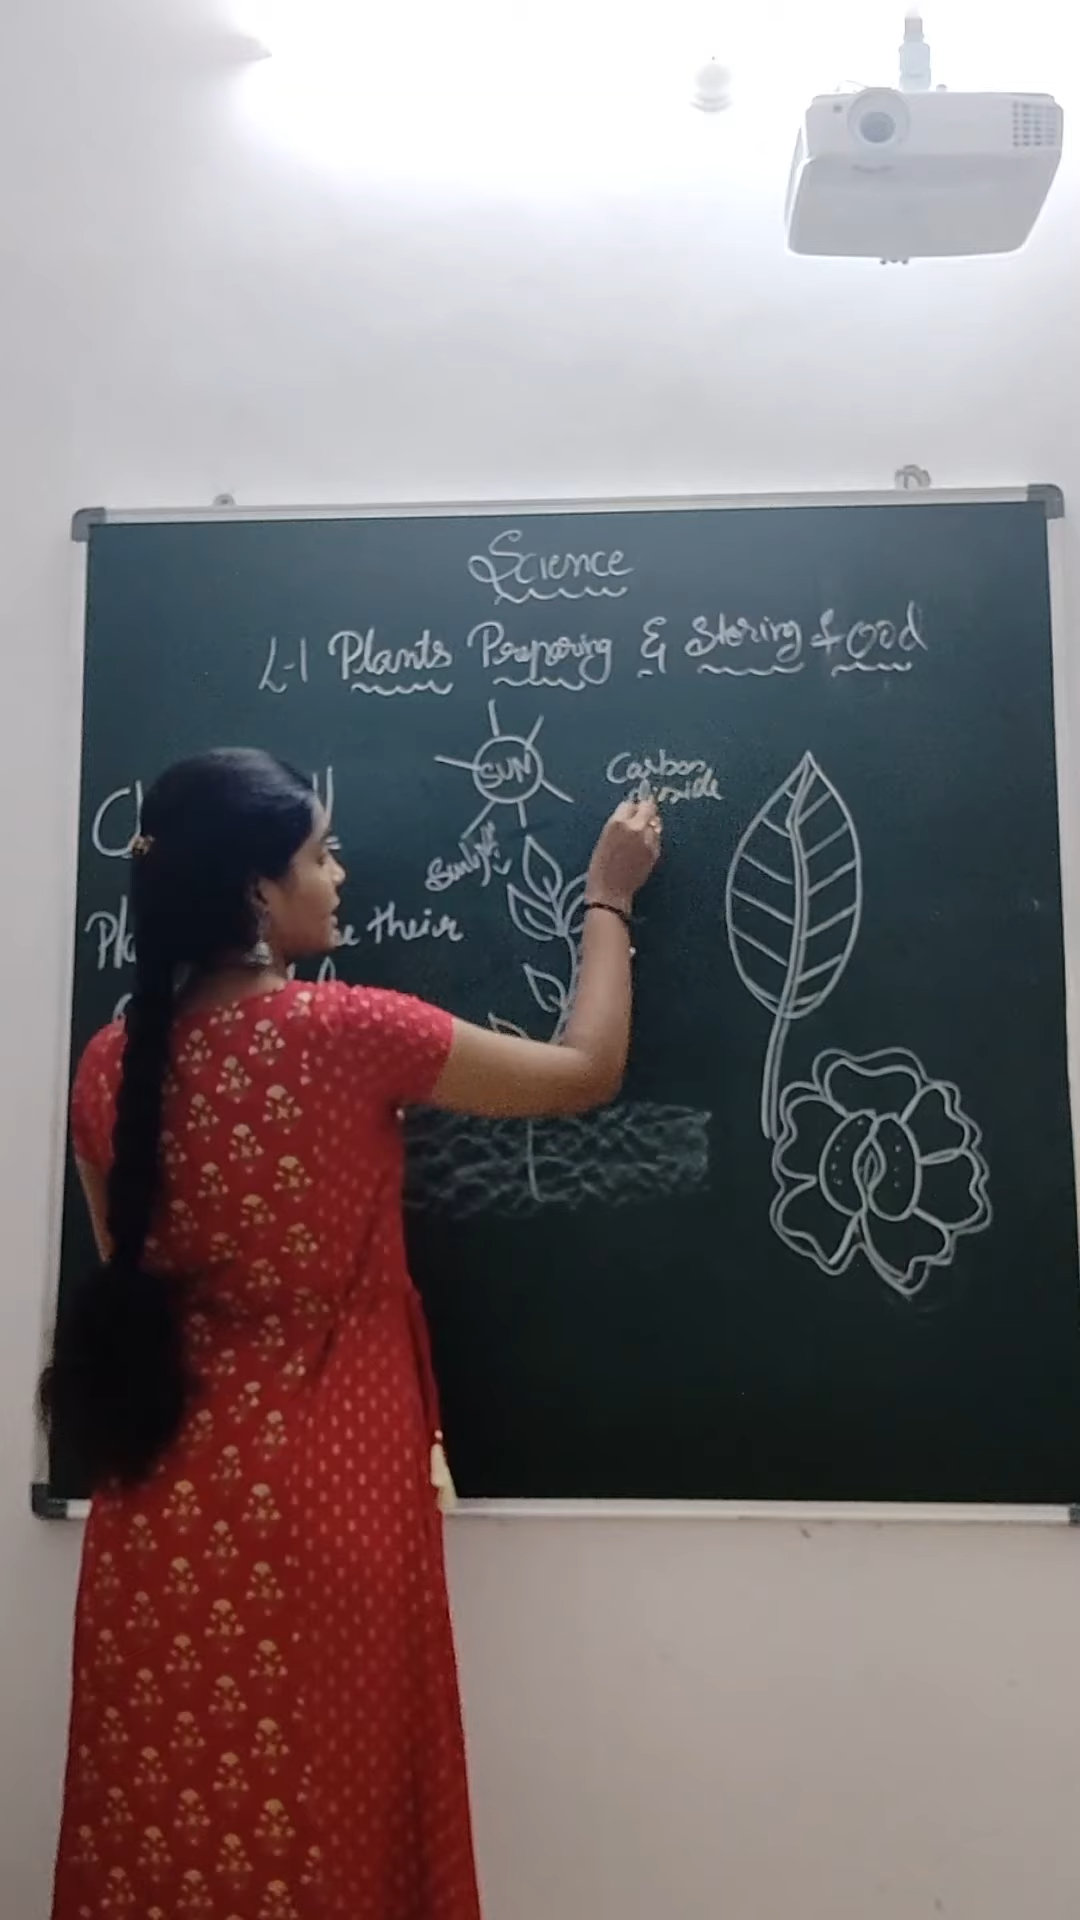 Science
L-1 Plants Preparing & Storing food
SUN
Carbon
dioxide
Sunlight
their